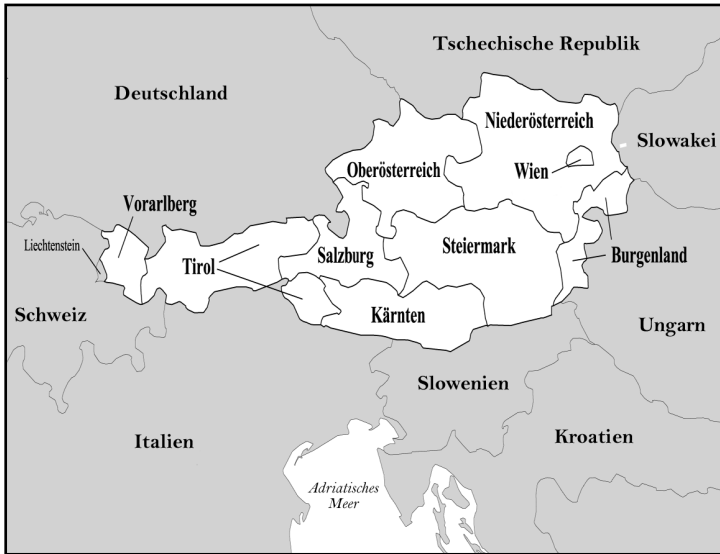 Tschechische Republik
Deutschland
Niederösterreich
Slowakei
Oberösterreich
Wien
Vorarlberg
Liechtenstein
Tirol
Salzburg
Steiermark
Burgenland
Schweiz
Kärnten
Ungarn
Slowenien
Italien
Kroatien
Adriatisches
Meer